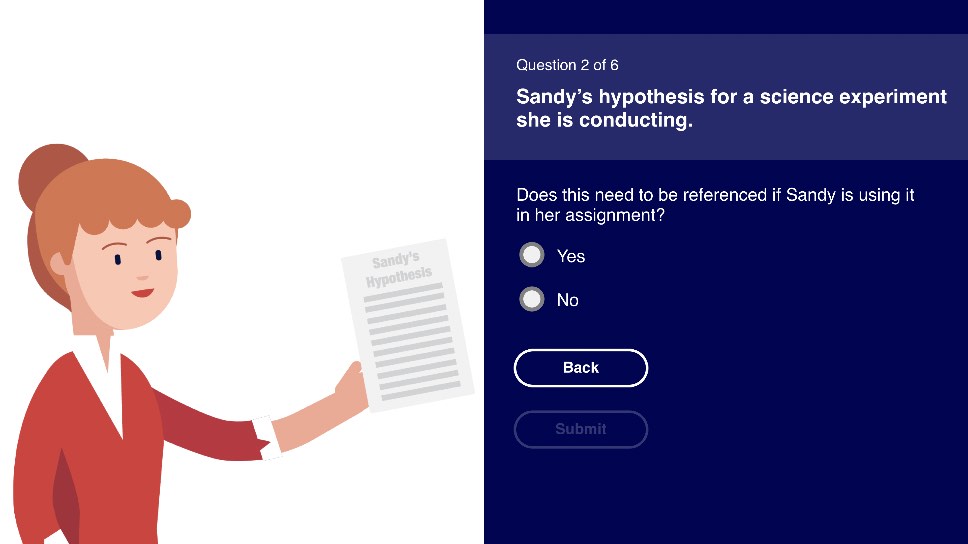 Sandy's
Hypothesis
Question 2 of 6
Sandy’s hypothesis for a science experiment
she is conducting.
Does this need to be referenced if Sandy is using it
in her assignment?
Yes
No
Back
Submit